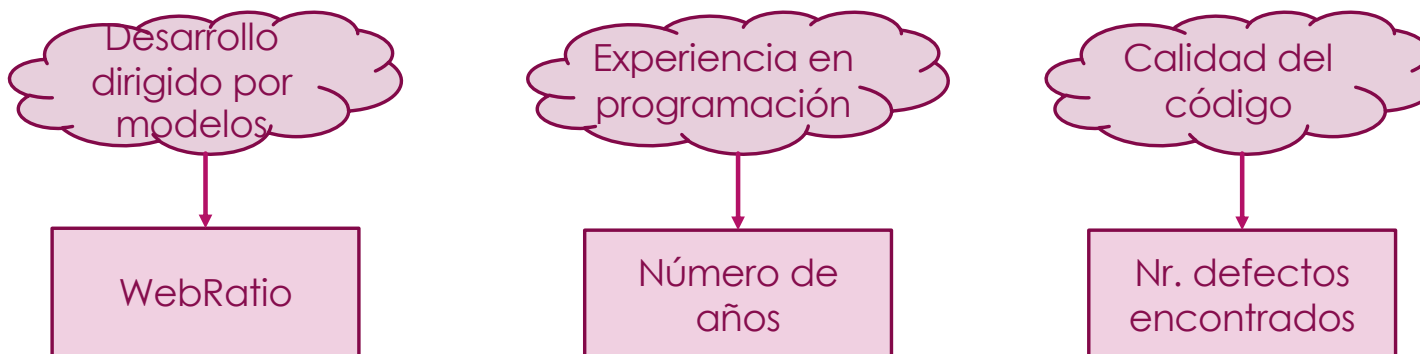 Desarrollo
dirigido por
modelos
Experiencia en
programación
Calidad del
código
WebRatio
Número de
años
Nr. defectos
encontrados